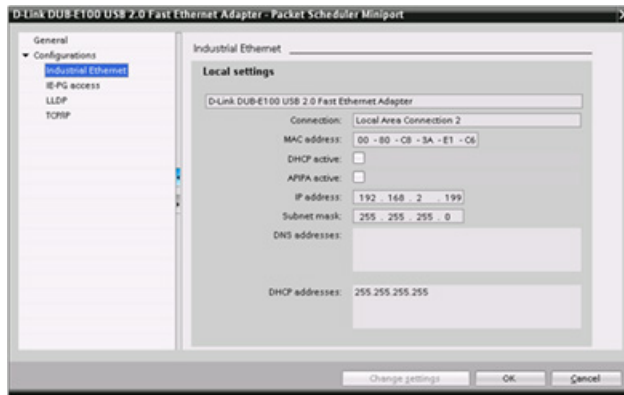 D-Link DUB-E100 USB 2.0 Fast Ethernet Adapter - Packet Scheduler Miniport
General
Configurations
Industrial Ethernet
IE-PG access
LLDP
TCP/IP
Industrial Ethernet
Local settings
D-Link DUB-E100 USB 2.0 Fast Ethernet Adapter
Connection: Local Area Connection 2
MAC address: 00 - 80 - C8 - 3A - E1 - C6
DHCP active:
APIPA active:
IP address: 192 . 168 . 2 . 199
Subnet mask: 255 . 255 . 255 . 0
DNS addresses:
DHCP addresses: 255.255.255.255
Change settings OK Cancel